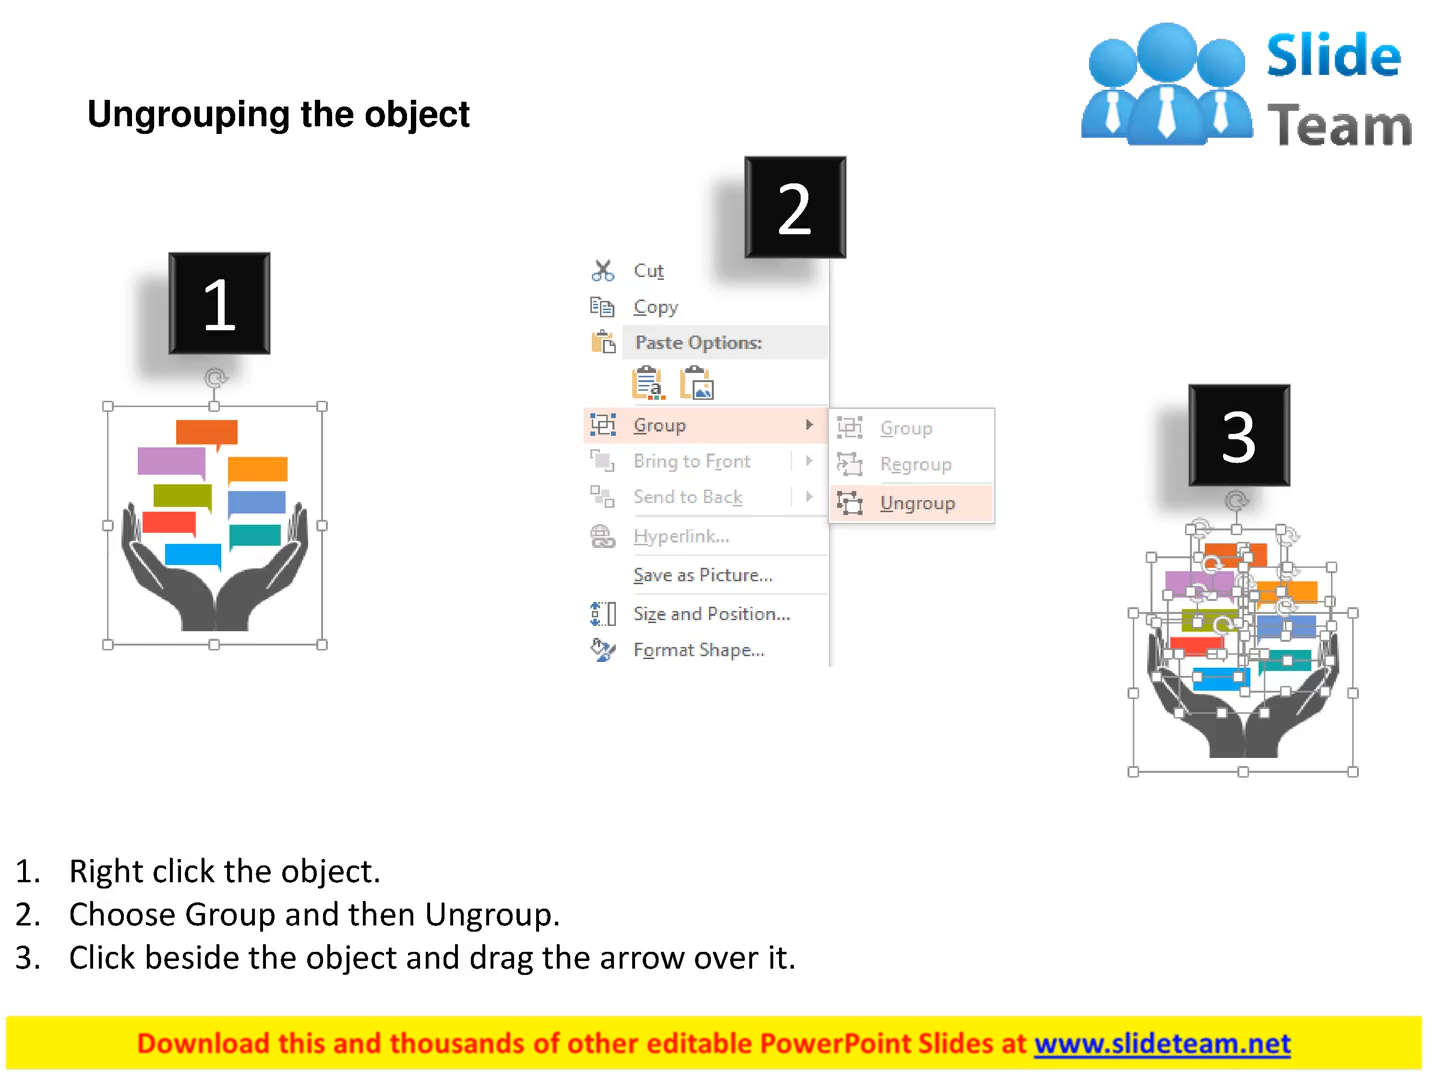 Slide
Team
Ungrouping the object
1
2
3
Cut
Copy
Paste Options:
Group
Bring to Front
Send to Back
Hyperlink...
Save as Picture...
Size and Position...
Format Shape...
Group
Regroup
Ungroup
1. Right click the object.
2. Choose Group and then Ungroup.
3. Click beside the object and drag the arrow over it.
Download this and thousands of other editable PowerPoint Slides at www.slideteam.net